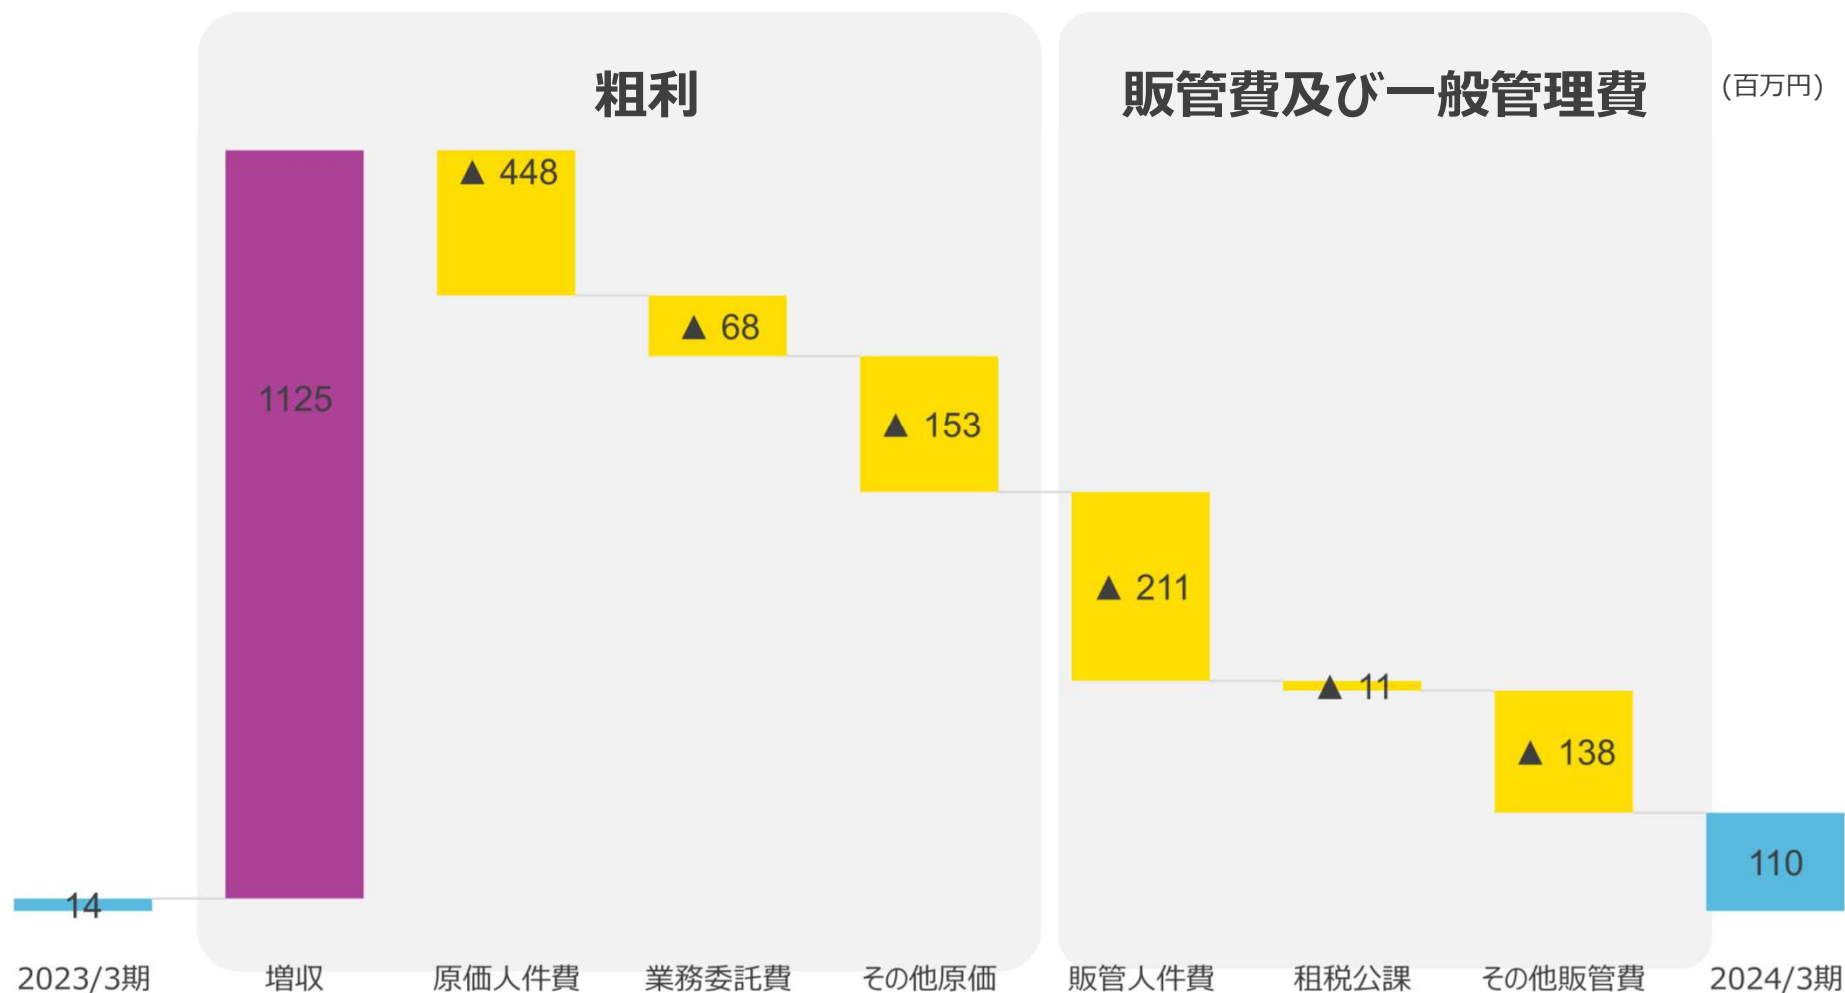 粗利
販管費及び一般管理費
(百万円)
▲ 448
▲ 68
1125
▲ 153
▲ 211
▲ 11
▲ 138
110
14
2023/3期
増収
原価人件費
業務委託費
その他原価
販管人件費
租税公課
その他販管費
2024/3期